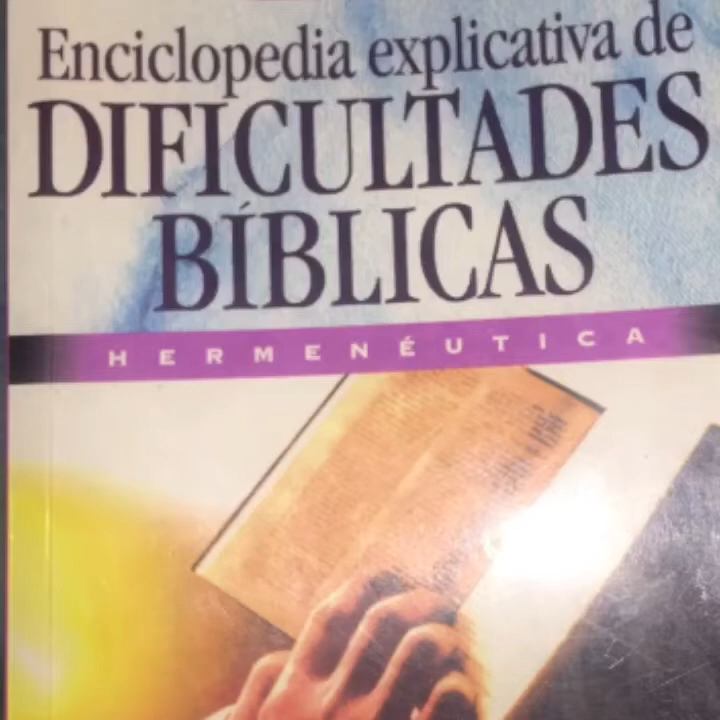 Enciclopedia explicativa de
DIFICULTADES
BÍBLICAS
HERMENÉUTICA